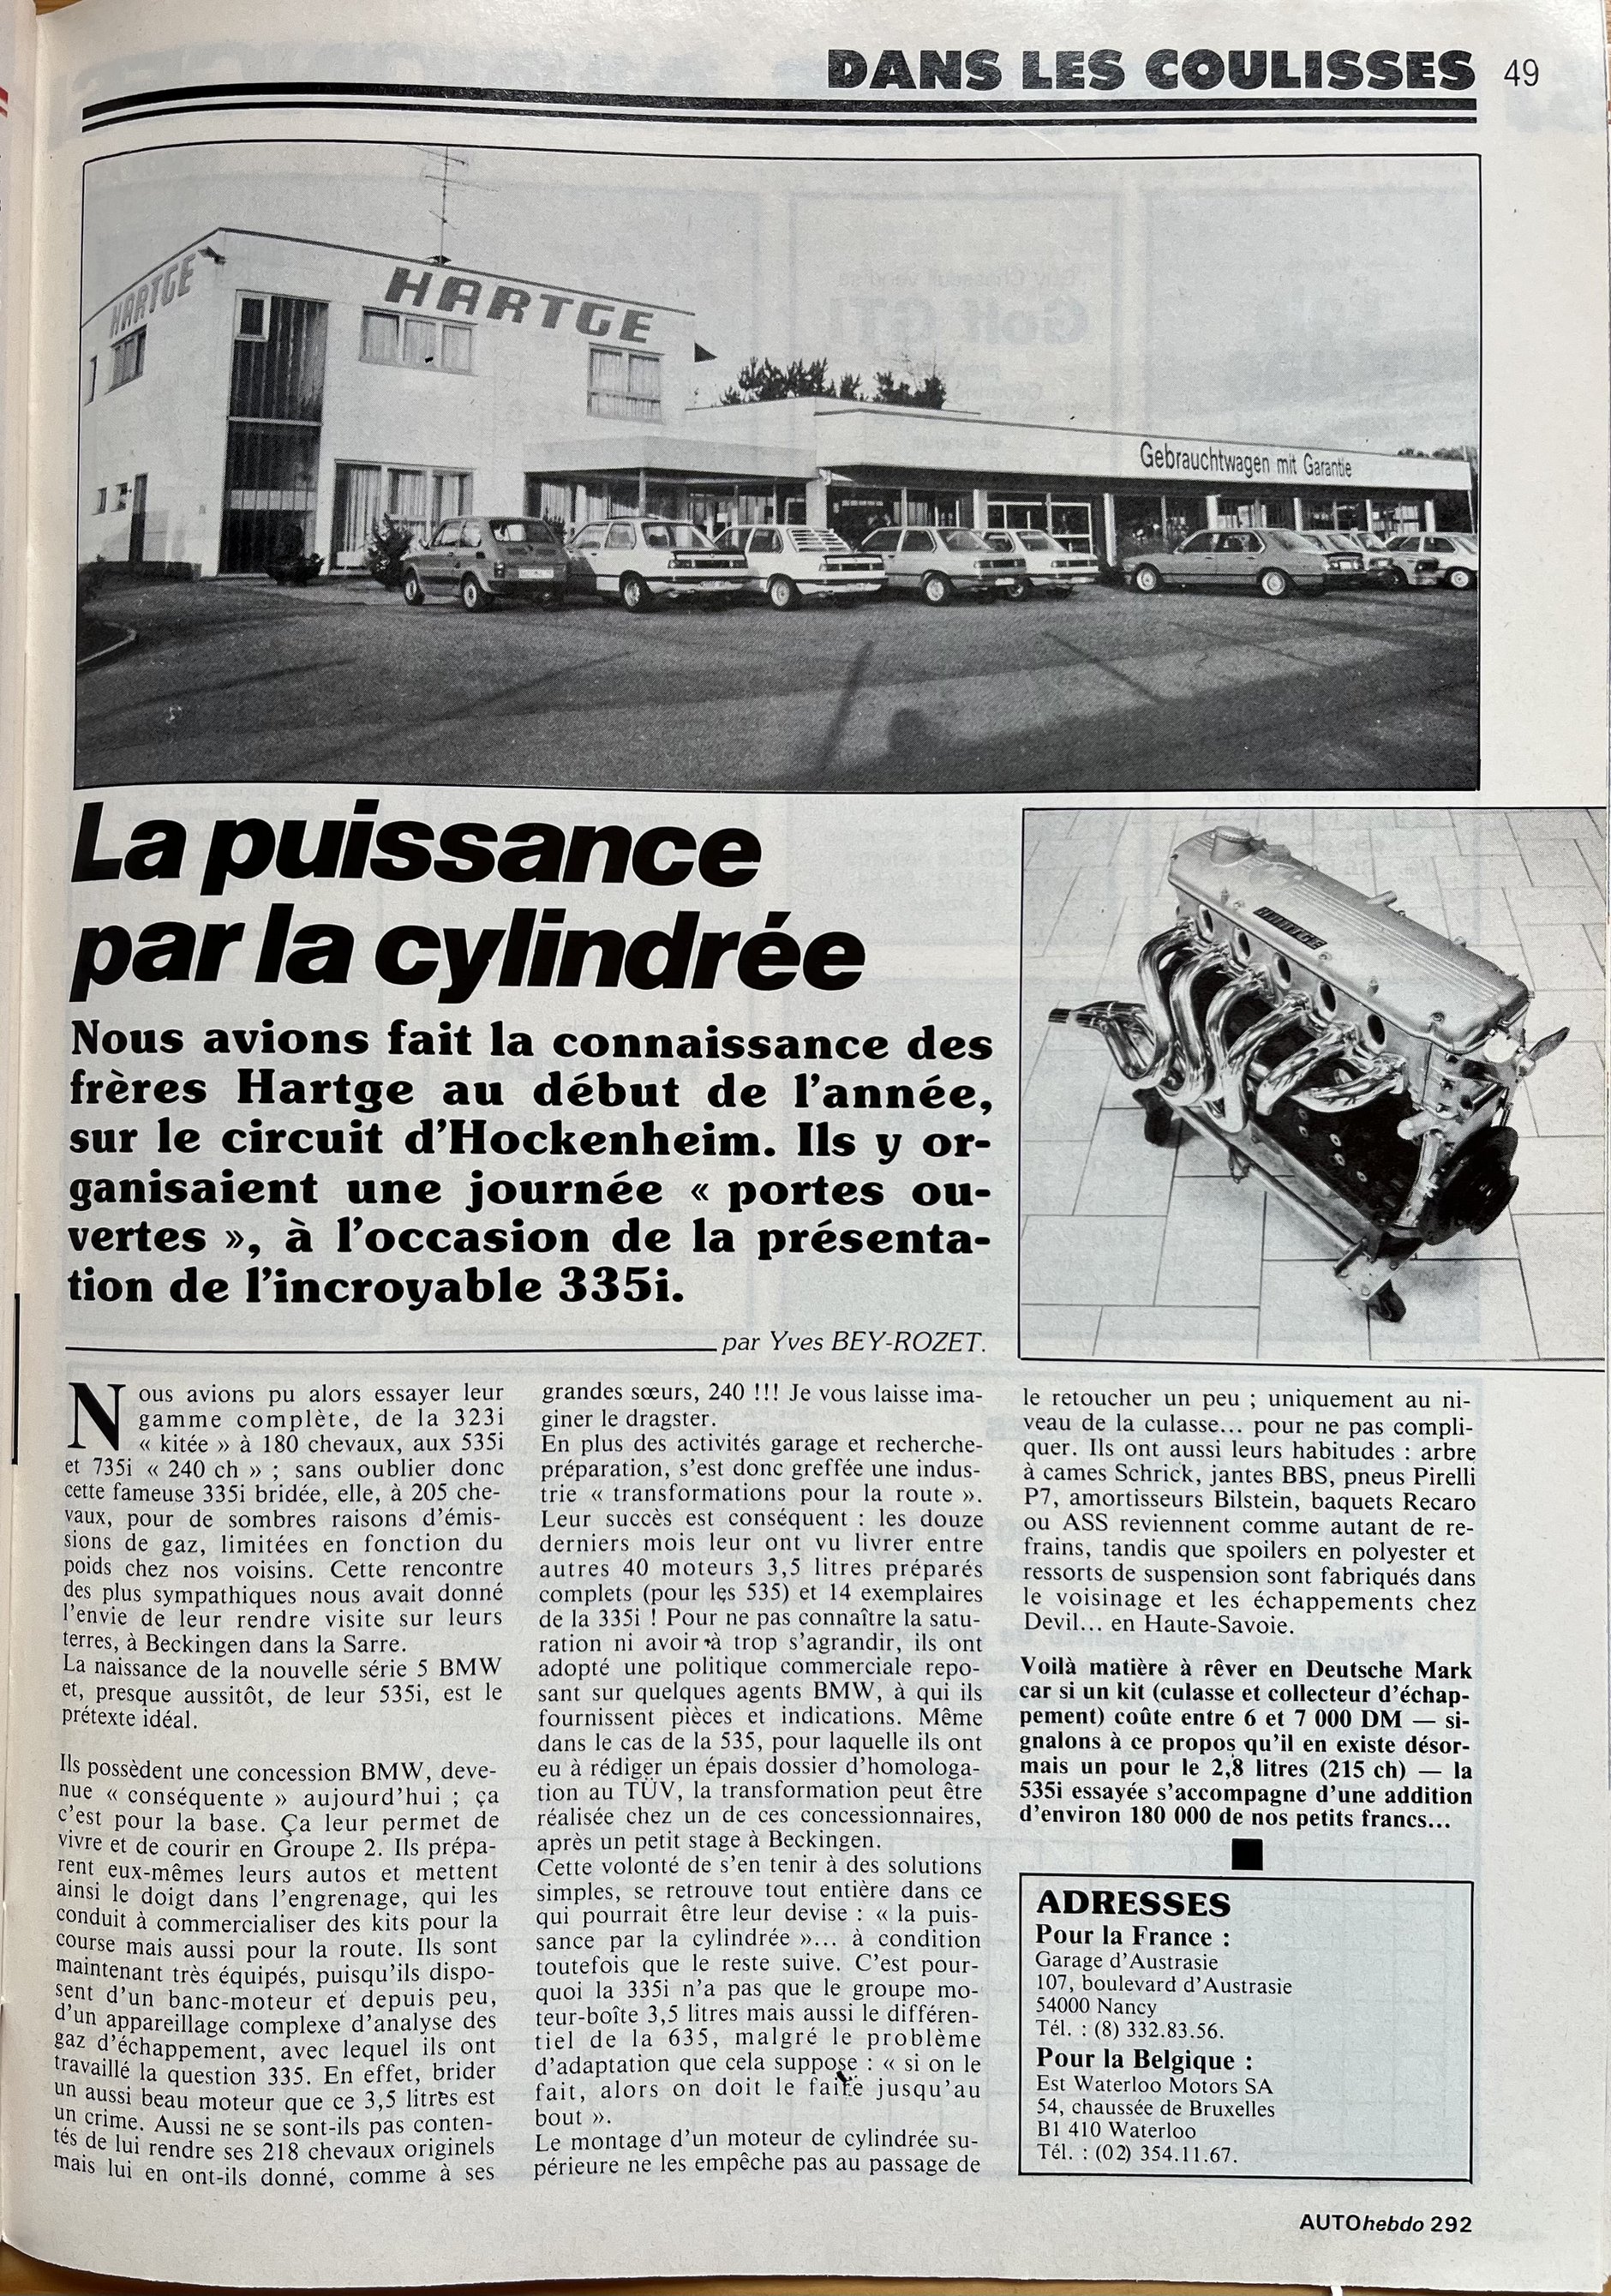 DANS LES COULISSES
49
HARTGE
HARTGE
Gebrauchtwagen mit Garantie
HARTGE
La puissance
par la cylindrée
Nous avions fait la connaissance des
frères Hartge au début de l'année,
sur le circuit d'Hockenheim. Ils y or-
ganisaient une journée « portes ou-
vertes », à l'occasion de la présenta-
tion de l'incroyable 335i.
par Yves BEY-ROZET.
Nous avions pu alors essayer leur
gamme complète, de la 323i
« kitée » à 180 chevaux, aux 535i
et 735i « 240 ch » ; sans oublier donc
cette fameuse 335i bridée, elle, à 205 che-
vaux, pour de sombres raisons d'émis-
sions de gaz, limitées en fonction du
poids chez nos voisins. Cette rencontre
des plus sympathiques nous avait donné
l'envie de leur rendre visite sur leurs
terres, à Beckingen dans la Sarre.
La naissance de la nouvelle série 5 BMW
et, presque aussitôt, de leur 535i, est le
prétexte idéal.
Ils possèdent une concession BMW, deve-
nue « conséquente » aujourd'hui ; ça
c'est pour la base. Ça leur permet de
vivre et de courir en Groupe 2. Ils prépa-
rent eux-mêmes leurs autos et mettent
ainsi le doigt dans l'engrenage, qui les
conduit à commercialiser des kits pour la
course mais aussi pour la route. Ils sont
maintenant très équipés, puisqu'ils dispo-
sent d'un banc-moteur et depuis peu,
d'un appareillage complexe d'analyse des
gaz d'échappement, avec lequel ils ont
travaillé la question 335. En effet, brider
un aussi beau moteur que ce 3,5 litres est
un crime. Aussi ne se sont-ils pas conten-
tés de lui rendre ses 218 chevaux originels
mais lui en ont-ils donné, comme à ses
grandes sœurs, 240 !!! Je vous laisse ima-
giner le dragster.
En plus des activités garage et recherche-
préparation, s'est donc greffée une indus-
trie « transformations pour la route ».
Leur succès est conséquent : les douze
derniers mois leur ont vu livrer entre
autres 40 moteurs 3,5 litres préparés
complets (pour les 535) et 14 exemplaires
de la 335i ! Pour ne pas connaître la satu-
ration ni avoir à trop s'agrandir, ils ont
adopté une politique commerciale repo-
sant sur quelques agents BMW, à qui ils
fournissent pièces et indications. Même
dans le cas de la 535, pour laquelle ils ont
eu à rédiger un épais dossier d'homologa-
tion au TÜV, la transformation peut être
réalisée chez un de ces concessionnaires,
après un petit stage à Beckingen.
Cette volonté de s'en tenir à des solutions
simples, se retrouve tout entière dans ce
qui pourrait être leur devise : « la puis-
sance par la cylindrée »... à condition
toutefois que le reste suive. C'est pour-
quoi la 335i n'a pas que le groupe mo-
teur-boîte 3,5 litres mais aussi le différen-
tiel de la 635, malgré le problème
d'adaptation que cela suppose : « si on le
fait, alors on doit le faire jusqu'au
bout ».
Le montage d'un moteur de cylindrée su-
périeure ne les empêche pas au passage de
le retoucher un peu ; uniquement au ni-
veau de la culasse... pour ne pas compli-
quer. Ils ont aussi leurs habitudes : arbre
à cames Schrick, jantes BBS, pneus Pirelli
P7, amortisseurs Bilstein, baquets Recaro
ou ASS reviennent comme autant de re-
frains, tandis que spoilers en polyester et
ressorts de suspension sont fabriqués dans
le voisinage et les échappements chez
Devil... en Haute-Savoie.
Voilà matière à rêver en Deutsche Mark
car si un kit (culasse et collecteur d'échap-
pement) coûte entre 6 et 7 000 DM — si-
gnalons à ce propos qu'il en existe désor-
mais un pour le 2,8 litres (215 ch) — la
535i essayée s'accompagne d'une addition
d'environ 180 000 de nos petits francs...
ADRESSES
Pour la France :
Garage d'Austrasie
107, boulevard d'Austrasie
54000 Nancy
Tél. : (8) 332.83.56.
Pour la Belgique :
Est Waterloo Motors SA
54, chaussée de Bruxelles
B1 410 Waterloo
Tél. : (02) 354.11.67.
AUTOhebdo 292